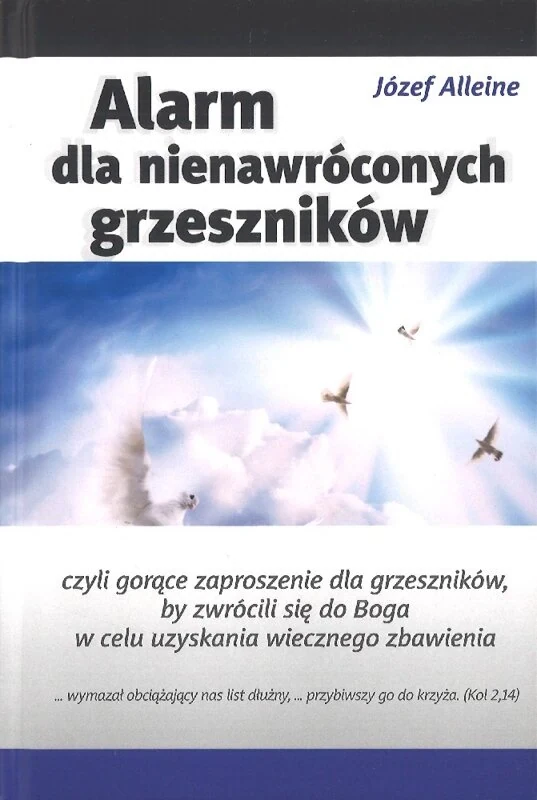 Józef Alleine
Alarm
dla nienawróconych
grzeszników
czyli gorące zaproszenie dla grzeszników,
by zwrócili się do Boga
w celu uzyskania wiecznego zbawienia
... wymazał obciążający nas list dłużny, ... przybiwszy go do krzyża. (Kol 2,14)